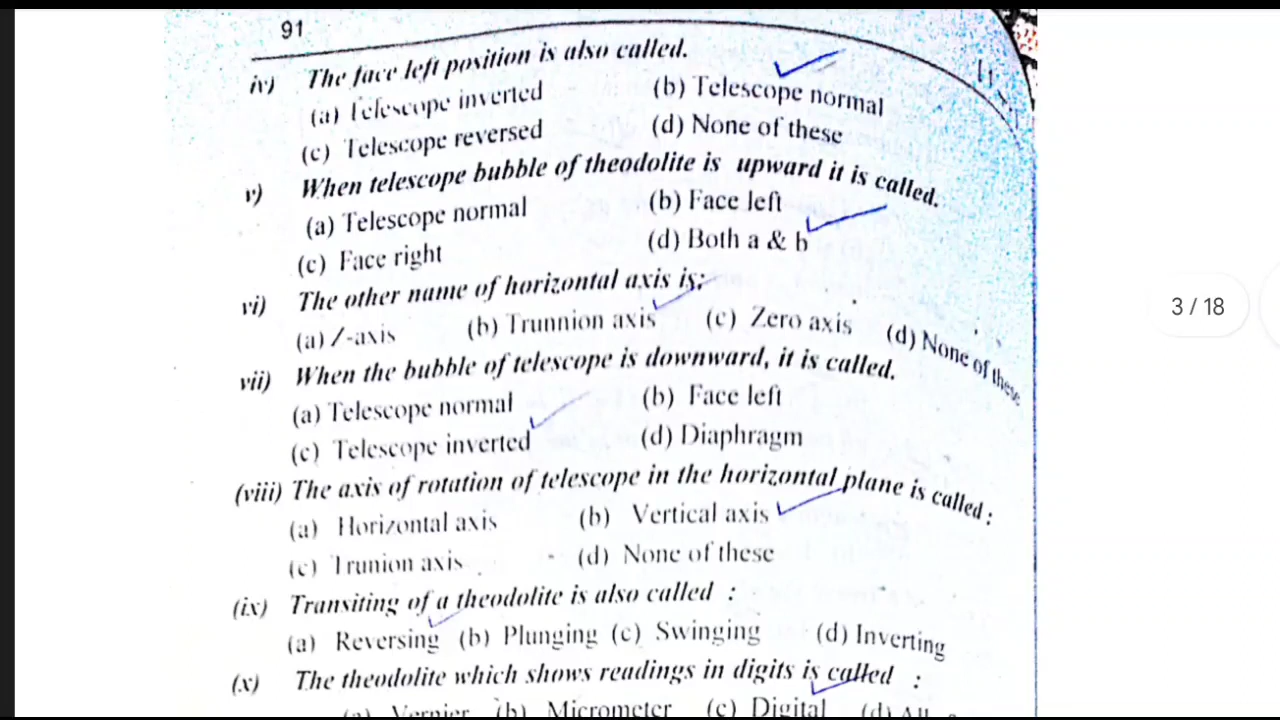 91
iv) The face left position is also called.
(a) Telescope inverted (b) Telescope normal
(c) Telescope reversed (d) None of these
v) When telescope bubble of theodolite is upward it is called.
(a) Telescope normal (b) Face left
(c) Face right (d) Both a & b
vi) The other name of horizontal axis is;
(a) Z-axis (b) Trunnion axis (c) Zero axis (d) None of these
vii) When the bubble of telescope is downward, it is called.
(a) Telescope normal (b) Face left
(c) Telescope inverted (d) Diaphragm
(viii) The axis of rotation of telescope in the horizontal plane is called :
(a) Horizontal axis (b) Vertical axis
(c) Trunion axis (d) None of these
(ix) Transiting of a theodolite is also called :
(a) Reversing (b) Plunging (c) Swinging (d) Inverting
(x) The theodolite which shows readings in digits is called :
(a) Vernier (b) Micrometer (c) Digital (d) All
3 / 18